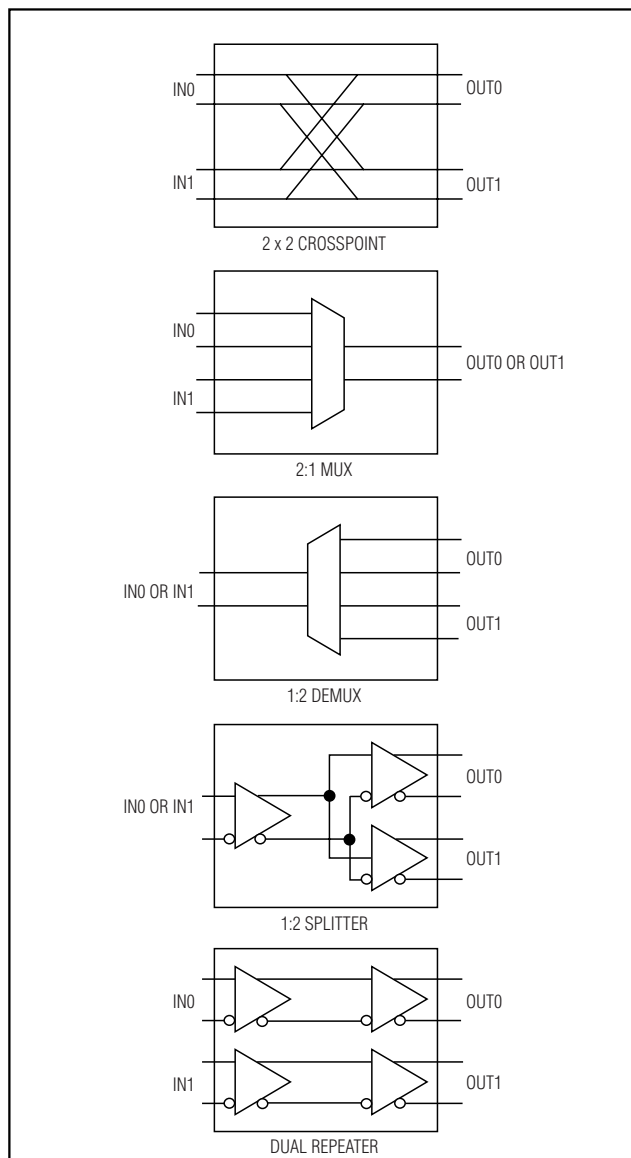 IN0
OUT0
IN1
OUT1
2 x 2 CROSSPOINT
IN0
OUT0 OR OUT1
IN1
2:1 MUX
OUT0
IN0 OR IN1
OUT1
1:2 DEMUX
OUT0
IN0 OR IN1
OUT1
1:2 SPLITTER
IN0
OUT0
IN1
OUT1
DUAL REPEATER